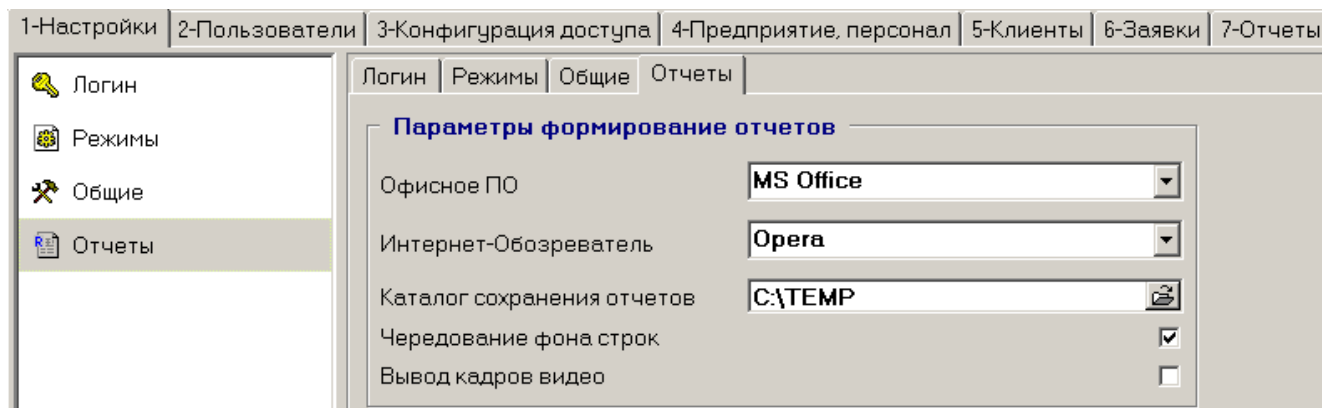 1-Настройки 2-Пользователи 3-Конфигурация доступа 4-Предприятие, персонал 5-Клиенты 6-Заявки 7-Отчеты
Логин
Режимы
Общие
Отчеты
Логин Режимы Общие Отчеты
Параметры формирование отчетов
Офисное ПО MS Office
Интернет-Обозреватель Opera
Каталог сохранения отчетов C:\TEMP
Чередование фона строк
Вывод кадров видео